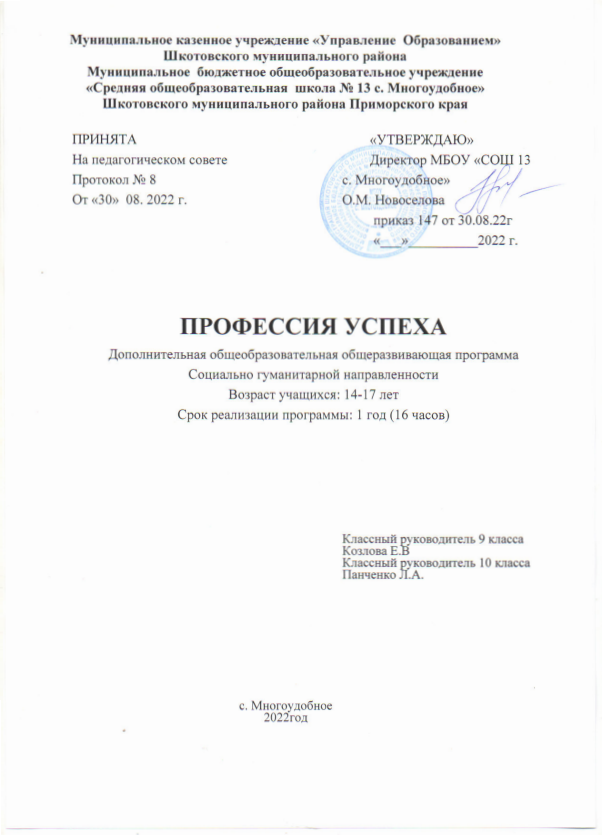 Муниципальное казенное учреждение «Управление Образованием»
Шкотовского муниципального района
Муниципальное бюджетное общеобразовательное учреждение
«Средняя общеобразовательная школа № 13 с. Многоудобное»
Шкотовского муниципального района Приморского края
ПРИНЯТА
На педагогическом совете
Протокол № 8
От «30» 08. 2022 г.
«УТВЕРЖДАЮ»
Директор МБОУ «СОШ 13
с. Многоудобное»
О.М. Новоселова
приказ 147 от 30.08.22г
«___»__________2022 г.
ПРОФЕССИЯ УСПЕХА
Дополнительная общеобразовательная общеразвивающая программа
Социально гуманитарной направленности
Возраст учащихся: 14-17 лет
Срок реализации программы: 1 год (16 часов)
Классный руководитель 9 класса
Козлова Е.В
Классный руководитель 10 класса
Панченко Л.А.
с. Многоудобное
2022год